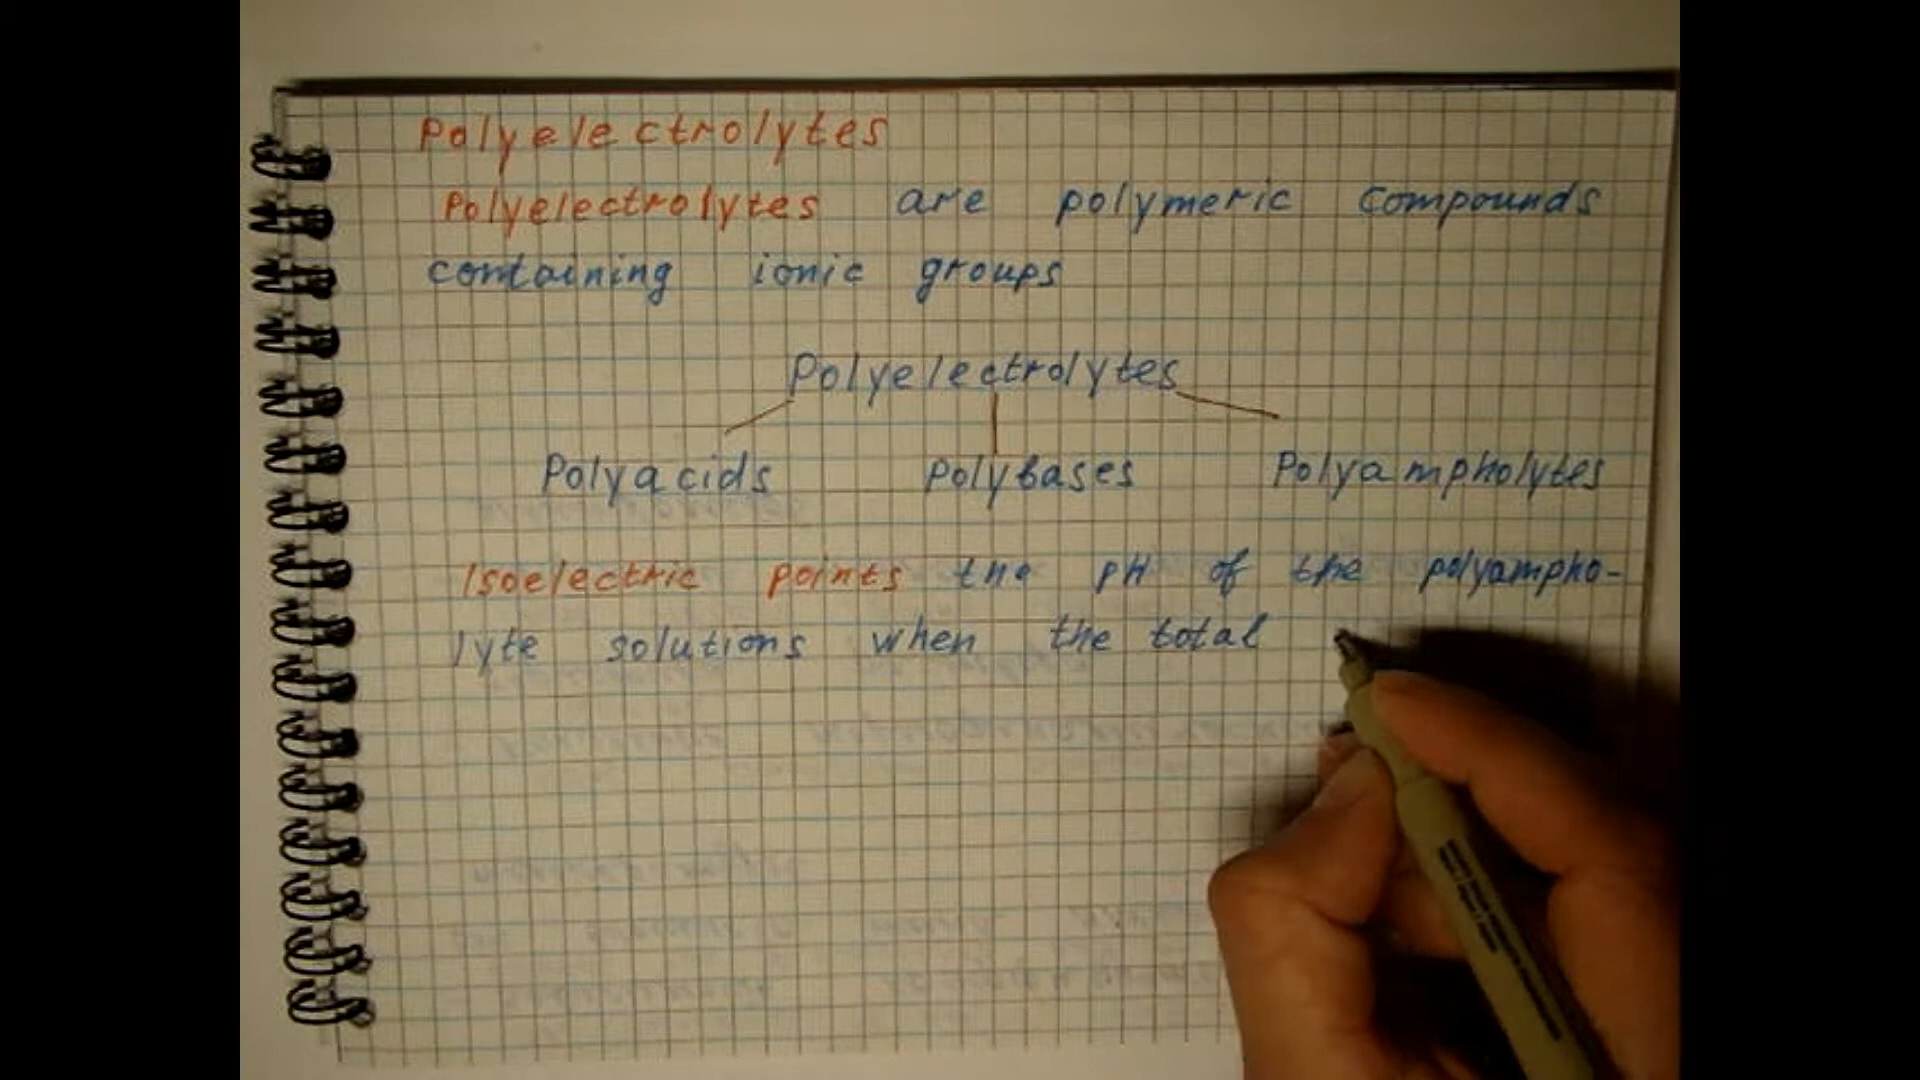 Polyelectrolytes
Polyelectrolytes are polymeric compounds
containing ionic groups
Polyelectrolytes
Polyacids Polybases Polyampholytes
Isoelectric points the pH of the polyampho-
lyte solutions when the total